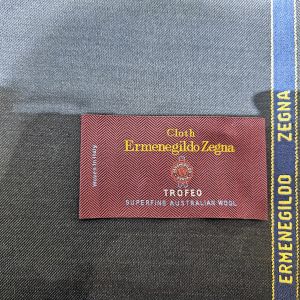 Cloth
Ermenegildo Zegna
TROFEO
SUPERFINE AUSTRALIAN WOOL
Woven in Italy
ERMENEGILDO ZEGNA